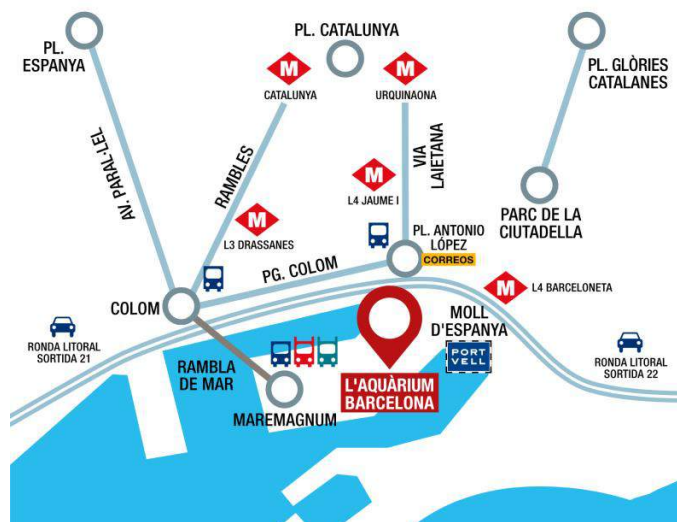 PL.
ESPANYA
PL. CATALUNYA
M
CATALUNYA
M
URQUINAONA
PL. GLÒRIES
CATALANES
AV. PARAL·LEL
RAMBLES
VIA
LAIETANA
M
L4 JAUME I
M
L3 DRASSANES
PARC DE LA
CIUTADELLA
PL. ANTONIO
LÓPEZ
CORREOS
PG. COLOM
COLOM
M
L4 BARCELONETA
MOLL
D'ESPANYA
PORT
VELL
RONDA LITORAL
SORTIDA 21
RONDA LITORAL
SORTIDA 22
RAMBLA
DE MAR
MAREMAGNUM
L'AQUÀRIUM
BARCELONA